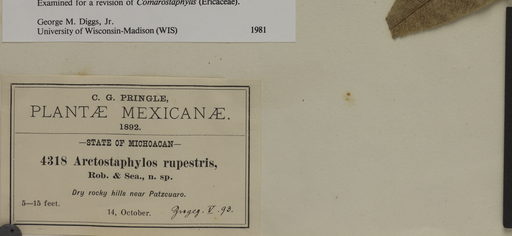 Examined for a revision of Comarostaphylis (Ericaceae).
George M. Diggs, Jr.
University of Wisconsin-Madison (WIS) 1981
C. G. PRINGLE,
PLANTÆ MEXICANÆ.
1892.
—STATE OF MICHOACAN—
4318 Arctostaphylos rupestris,
Rob. & Sea., n. sp.
Dry rocky hills near Patzcuaro.
5—15 feet.
14, October. V. 93.